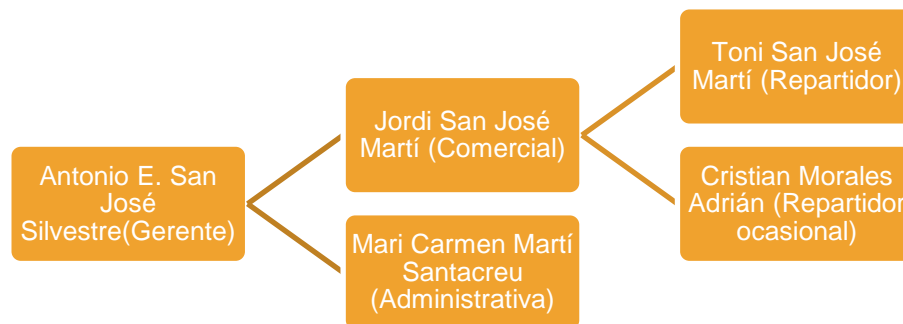 Antonio E. San
José
Silvestre(Gerente)
Jordi San José
Martí (Comercial)
Mari Carmen Martí
Santacreu
(Administrativa)
Toni San José
Martí (Repartidor)
Cristian Morales
Adrián (Repartidor
ocasional)